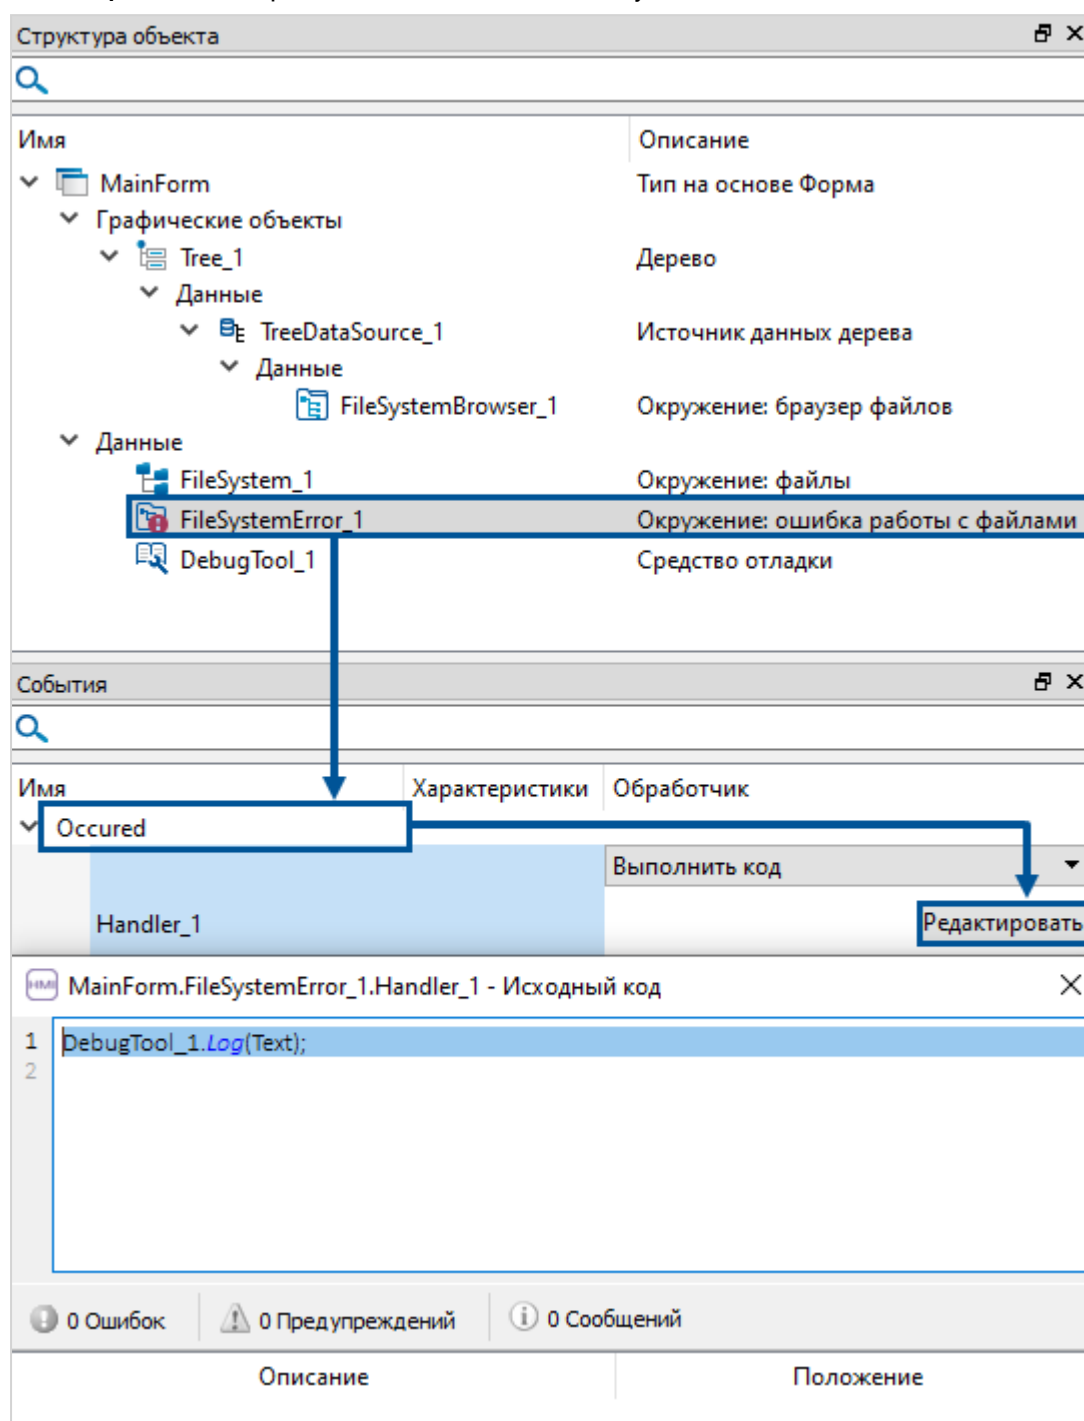 Структура объекта
Имя Описание
MainForm Тип на основе Форма
Графические объекты
Tree_1 Дерево
Данные
TreeDataSource_1 Источник данных дерева
Данные
FileSystemBrowser_1 Окружение: браузер файлов
Данные
FileSystem_1 Окружение: файлы
FileSystemError_1 Окружение: ошибка работы с файлами
DebugTool_1 Средство отладки
События
Имя Характеристики Обработчик
Occured
Выполнить код
Handler_1 Редактировать
HMI MainForm.FileSystemError_1.Handler_1 - Исходный код
1 DebugTool_1.Log(Text);
2
0 Ошибок 0 Предупреждений 0 Сообщений
Описание Положение